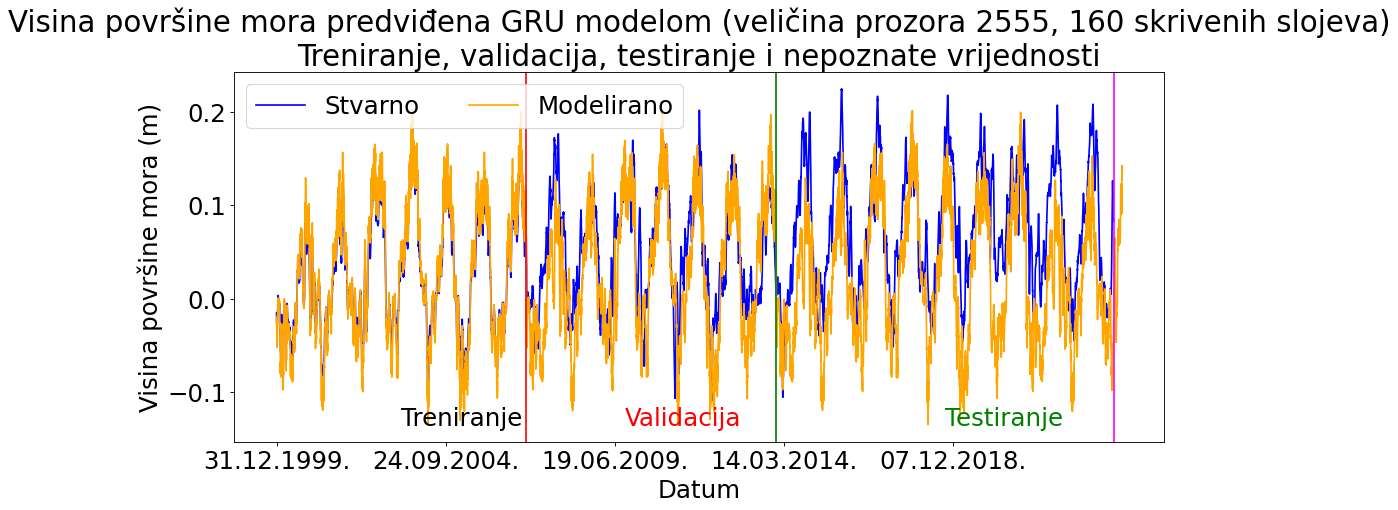 Visina površine mora predviđena GRU modelom (veličina prozora 2555, 160 skrivenih slojeva)
Treniranje, validacija, testiranje i nepoznate vrijednosti
Stvarno
Modelirano
Visina površine mora (m)
0.2
0.1
0.0
−0.1
Treniranje
Validacija
Testiranje
31.12.1999.
24.09.2004.
19.06.2009.
14.03.2014.
07.12.2018.
Datum